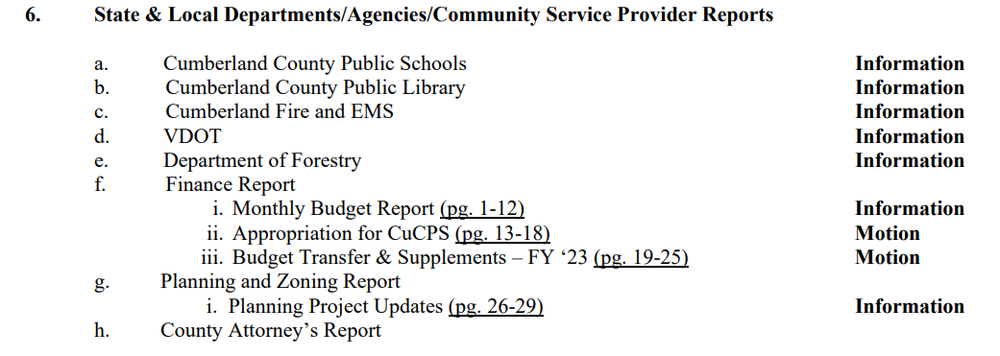 6. State & Local Departments/Agencies/Community Service Provider Reports
a. Cumberland County Public Schools Information
b. Cumberland County Public Library Information
c. Cumberland Fire and EMS Information
d. VDOT Information
e. Department of Forestry Information
f. Finance Report
i. Monthly Budget Report (pg. 1-12) Information
ii. Appropriation for CuCPS (pg. 13-18) Motion
iii. Budget Transfer & Supplements – FY ‘23 (pg. 19-25) Motion
g. Planning and Zoning Report
i. Planning Project Updates (pg. 26-29) Information
h. County Attorney’s Report